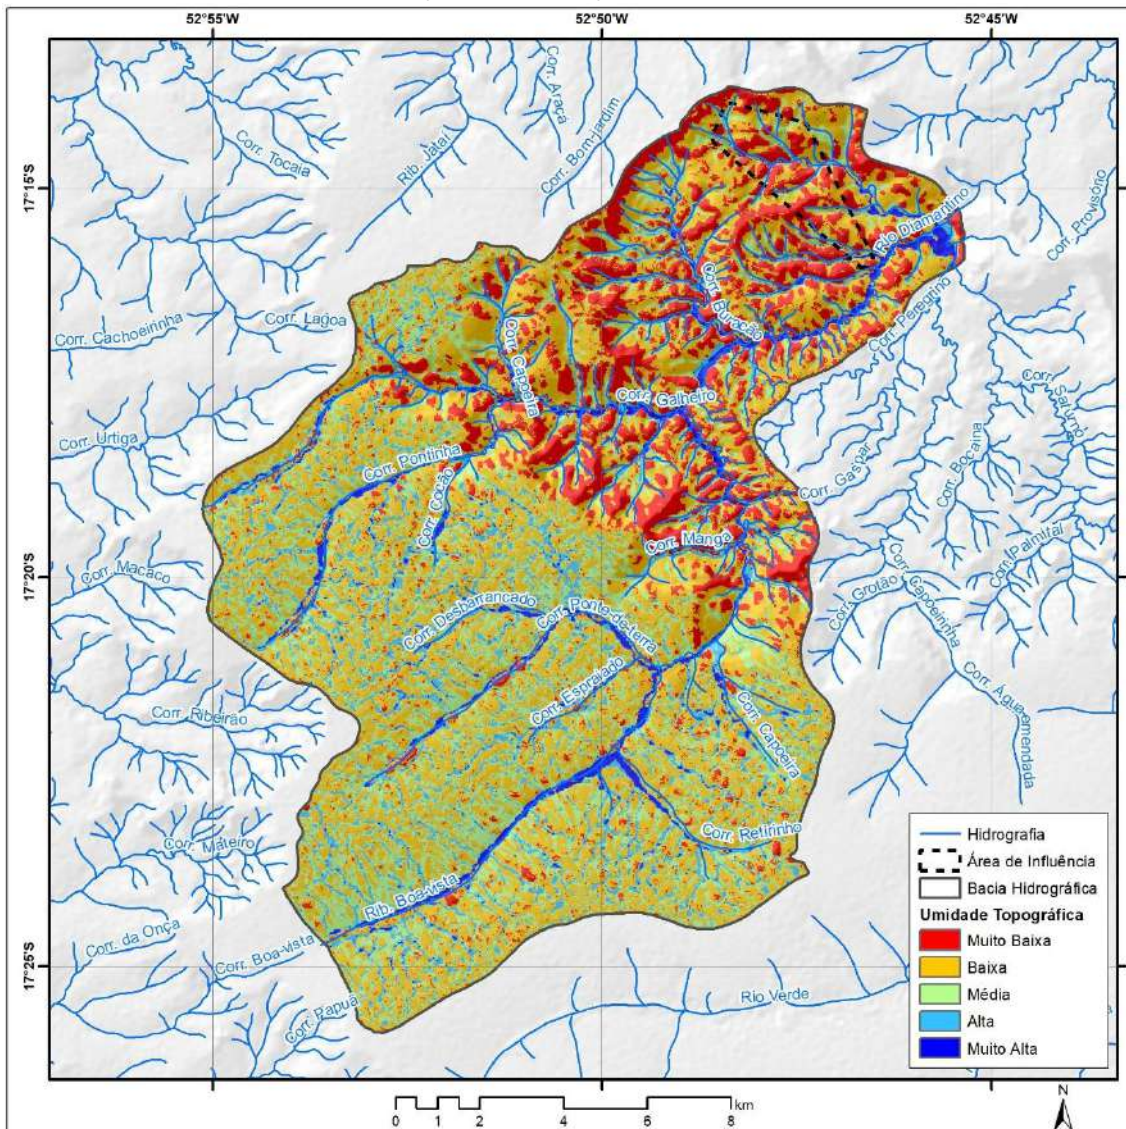 52°55'W
52°50'W
52°45'W
17°15'S
17°20'S
17°25'S
Corr. Araçá
Corr. Tocaia
Rib. Jataí
Corr. Bom-jardim
Corr. Provisório
Rio Diamantino
Corr. Buracão
Corr. Peregrino
Corr. Lagoa
Corr. Cachoeirinha
Corr. Capoeira
Corr. Galheiro
Corr. Saturno
Corr. Urtiga
Corr. Pontinha
Corr. Gaspar
Corr. Bocaina
Corr. Cocão
Corr. Manga
Corr. Palmital
Corr. Macaco
Corr. Grotão
Corr. Capoeirinha
Corr. Desbarrancado
Corr. Ponte-de-terra
Corr. Espraiado
Corr. Ribeirão
Corr. Capoeira
Corr. Água-emendada
Corr. Mateiro
Corr. Retirinho
Rib. Boa-vista
Corr. da Onça
Corr. Boa-vista
Corr. Papuã
Rio Verde
Hidrografia
Área de Influência
Bacia Hidrográfica
Umidade Topográfica
Muito Baixa
Baixa
Média
Alta
Muito Alta
km
0 1 2 4 6 8
N